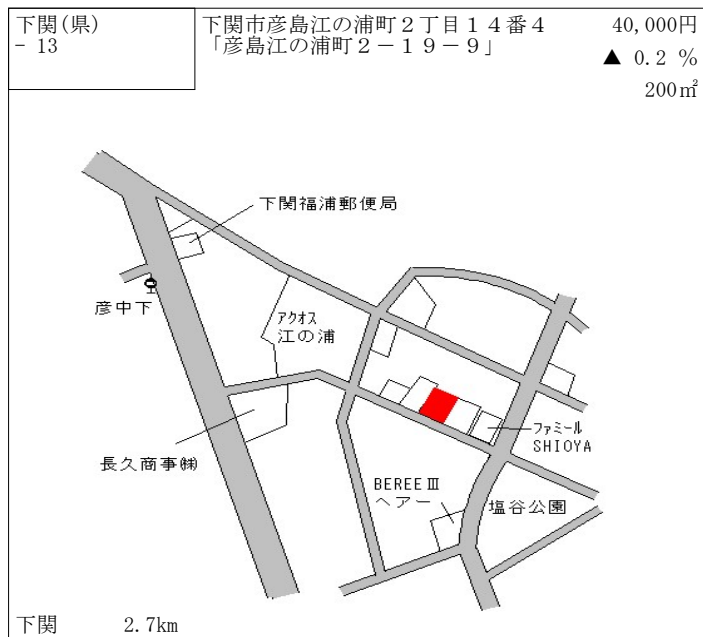 下関(県)
- 13
下関市彦島江の浦町２丁目１４番４
「彦島江の浦町２－１９－９」
40,000円
▲ 0.2 %
200㎡
下関福浦郵便局
彦中下
ｱｸｵｽ
江の浦
長久商事㈱
ﾌｧﾐｰﾙ
SHIOYA
BEREEⅢ
ヘアー
塩谷公園
下関 2.7km